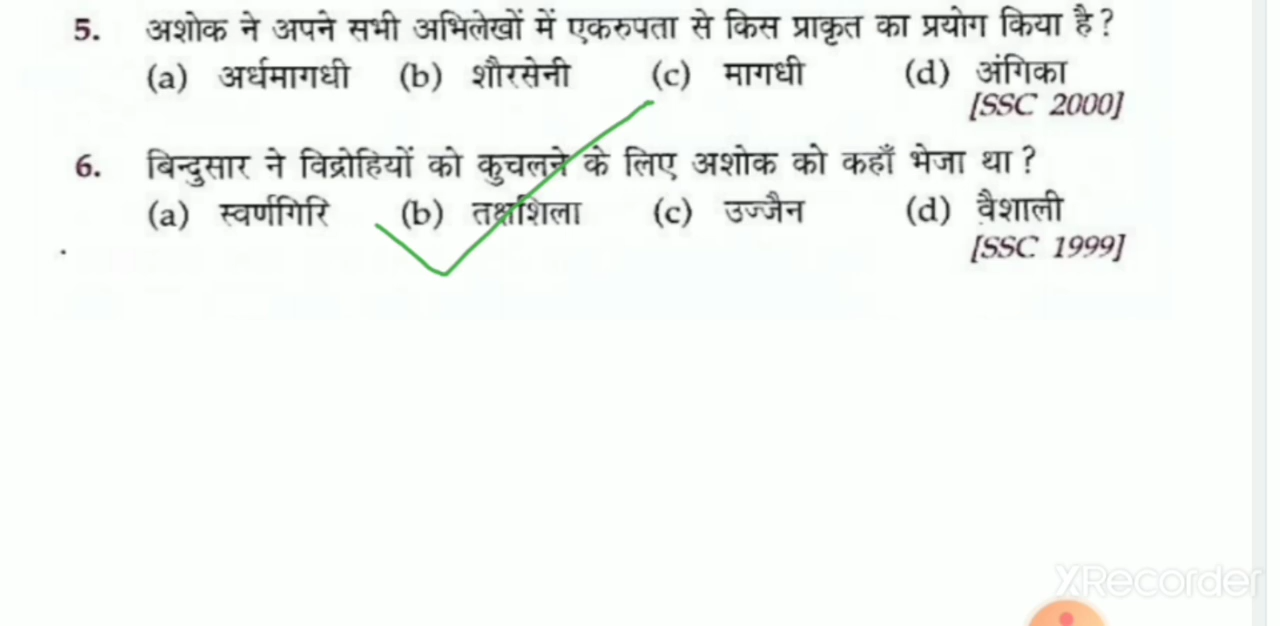 5. अशोक ने अपने सभी अभिलेखों में एकरुपता से किस प्राकृत का प्रयोग किया है?
(a) अर्धमागधी (b) शौरसेनी (c) मागधी (d) अंगिका
[SSC 2000]
6. बिन्दुसार ने विद्रोहियों को कुचलने के लिए अशोक को कहाँ भेजा था?
(a) स्वर्णगिरि (b) तक्षशिला (c) उज्जैन (d) वैशाली
[SSC 1999]
XRecorder